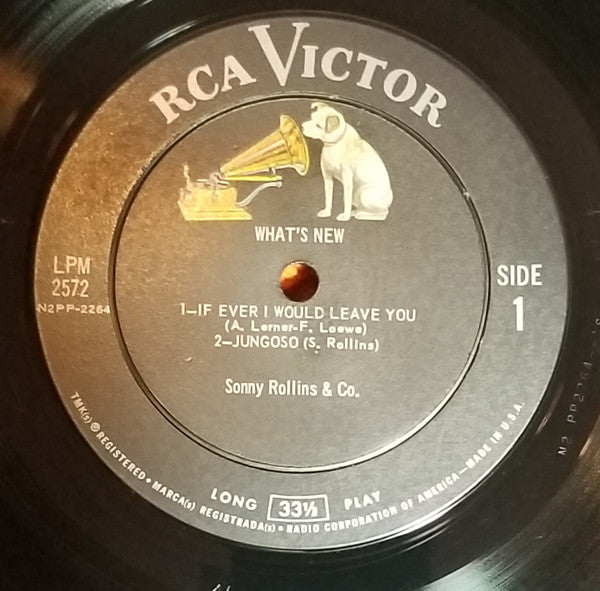 RCA VICTOR
WHAT'S NEW
LPM
2572
N2PP-2264
SIDE
1
1—IF EVER I WOULD LEAVE YOU
(A. Lerner-F. Loewe)
2—JUNGOSO (S. Rollins)
Sonny Rollins & Co.
LONG 33⅓ PLAY
TMK(s) ® REGISTERED • MARCA(s) REGISTRADA(s) • RADIO CORPORATION OF AMERICA—MADE IN U.S.A.